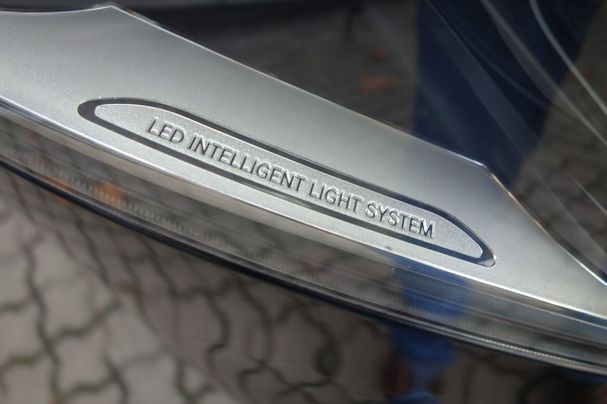 LED INTELLIGENT LIGHT SYSTEM